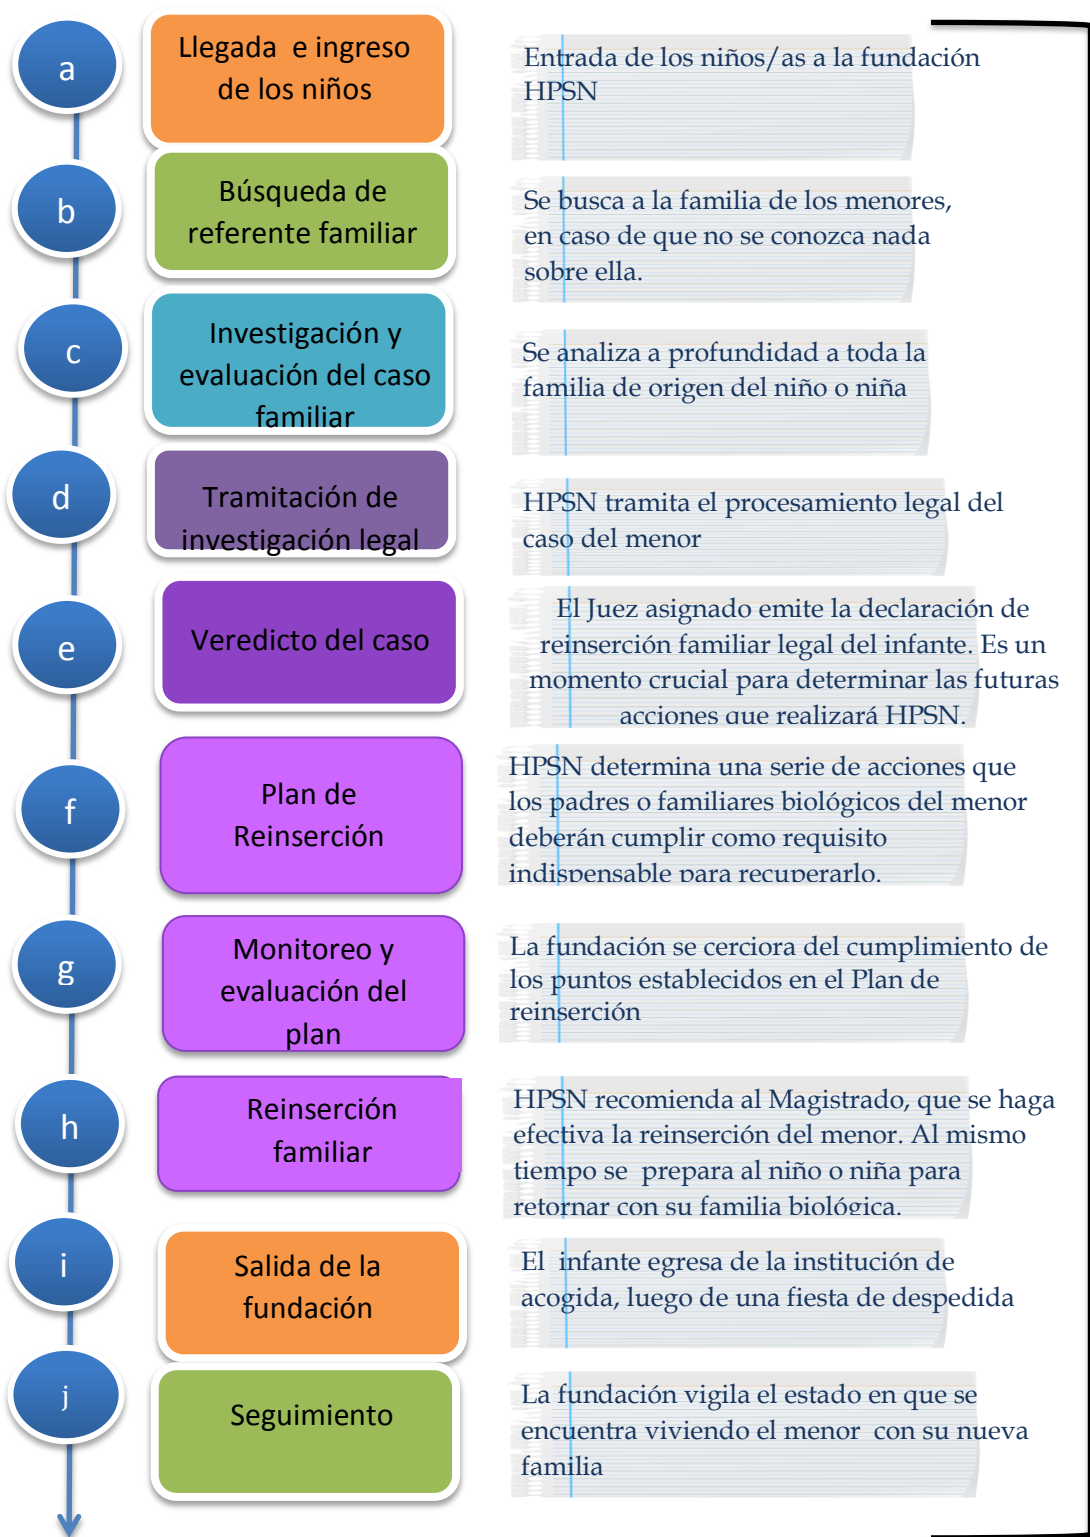 a
Llegada e ingreso
de los niños
Entrada de los niños/as a la fundación
HPSN
b
Búsqueda de
referente familiar
Se busca a la familia de los menores,
en caso de que no se conozca nada
sobre ella.
c
Investigación y
evaluación del caso
familiar
Se analiza a profundidad a toda la
familia de origen del niño o niña
d
Tramitación de
investigación legal
HPSN tramita el procesamiento legal del
caso del menor
e
Veredicto del caso
El Juez asignado emite la declaración de
reinserción familiar legal del infante. Es un
momento crucial para determinar las futuras
acciones que realizará HPSN.
f
Plan de
Reinserción
HPSN determina una serie de acciones que
los padres o familiares biológicos del menor
deberán cumplir como requisito
indispensable para recuperarlo.
g
Monitoreo y
evaluación del
plan
La fundación se cerciora del cumplimiento de
los puntos establecidos en el Plan de
reinserción
h
Reinserción
familiar
HPSN recomienda al Magistrado, que se haga
efectiva la reinserción del menor. Al mismo
tiempo se prepara al niño o niña para
retornar con su familia biológica.
i
Salida de la
fundación
El infante egresa de la institución de
acogida, luego de una fiesta de despedida
j
Seguimiento
La fundación vigila el estado en que se
encuentra viviendo el menor con su nueva
familia